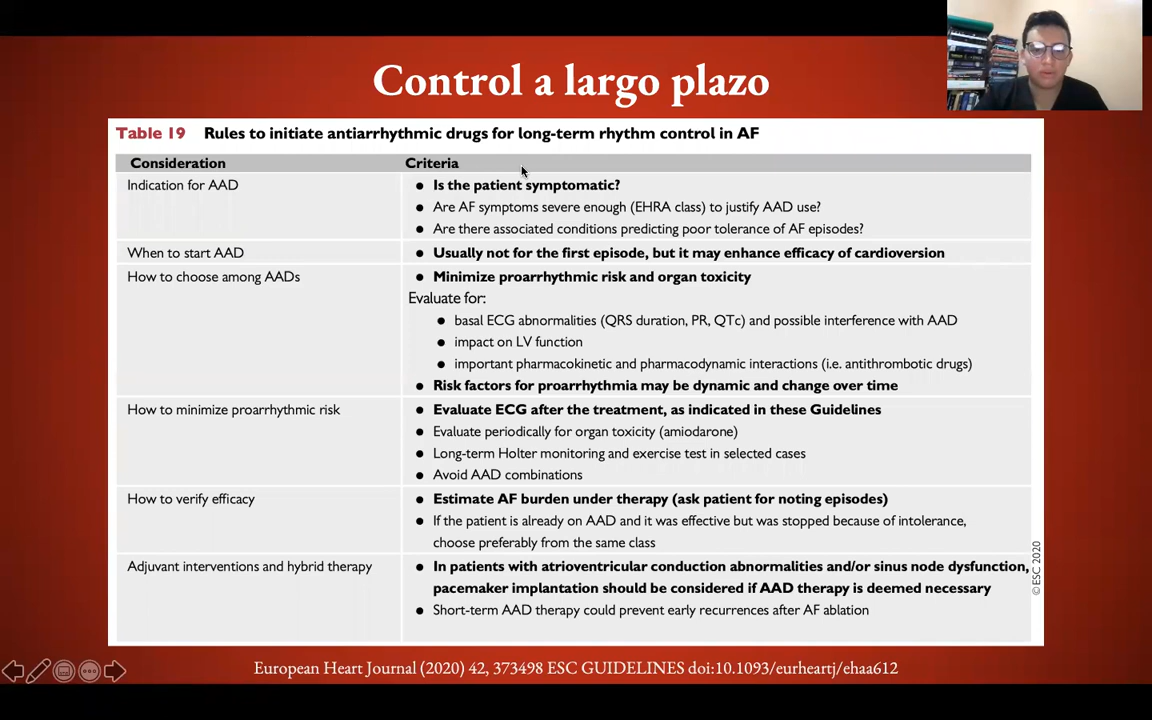 Control a largo plazo
Table 19 Rules to initiate antiarrhythmic drugs for long-term rhythm control in AF
Consideration Criteria
Indication for AAD
● Is the patient symptomatic?
● Are AF symptoms severe enough (EHRA class) to justify AAD use?
● Are there associated conditions predicting poor tolerance of AF episodes?
When to start AAD
● Usually not for the first episode, but it may enhance efficacy of cardioversion
How to choose among AADs
● Minimize proarrhythmic risk and organ toxicity
Evaluate for:
● basal ECG abnormalities (QRS duration, PR, QTc) and possible interference with AAD
● impact on LV function
● important pharmacokinetic and pharmacodynamic interactions (i.e. antithrombotic drugs)
● Risk factors for proarrhythmia may be dynamic and change over time
How to minimize proarrhythmic risk
● Evaluate ECG after the treatment, as indicated in these Guidelines
● Evaluate periodically for organ toxicity (amiodarone)
● Long-term Holter monitoring and exercise test in selected cases
● Avoid AAD combinations
How to verify efficacy
● Estimate AF burden under therapy (ask patient for noting episodes)
● If the patient is already on AAD and it was effective but was stopped because of intolerance,
choose preferably from the same class
Adjuvant interventions and hybrid therapy
● In patients with atrioventricular conduction abnormalities and/or sinus node dysfunction,
pacemaker implantation should be considered if AAD therapy is deemed necessary
● Short-term AAD therapy could prevent early recurrences after AF ablation
© ESC 2020
European Heart Journal (2020) 42, 373498 ESC GUIDELINES doi:10.1093/eurheartj/ehaa612